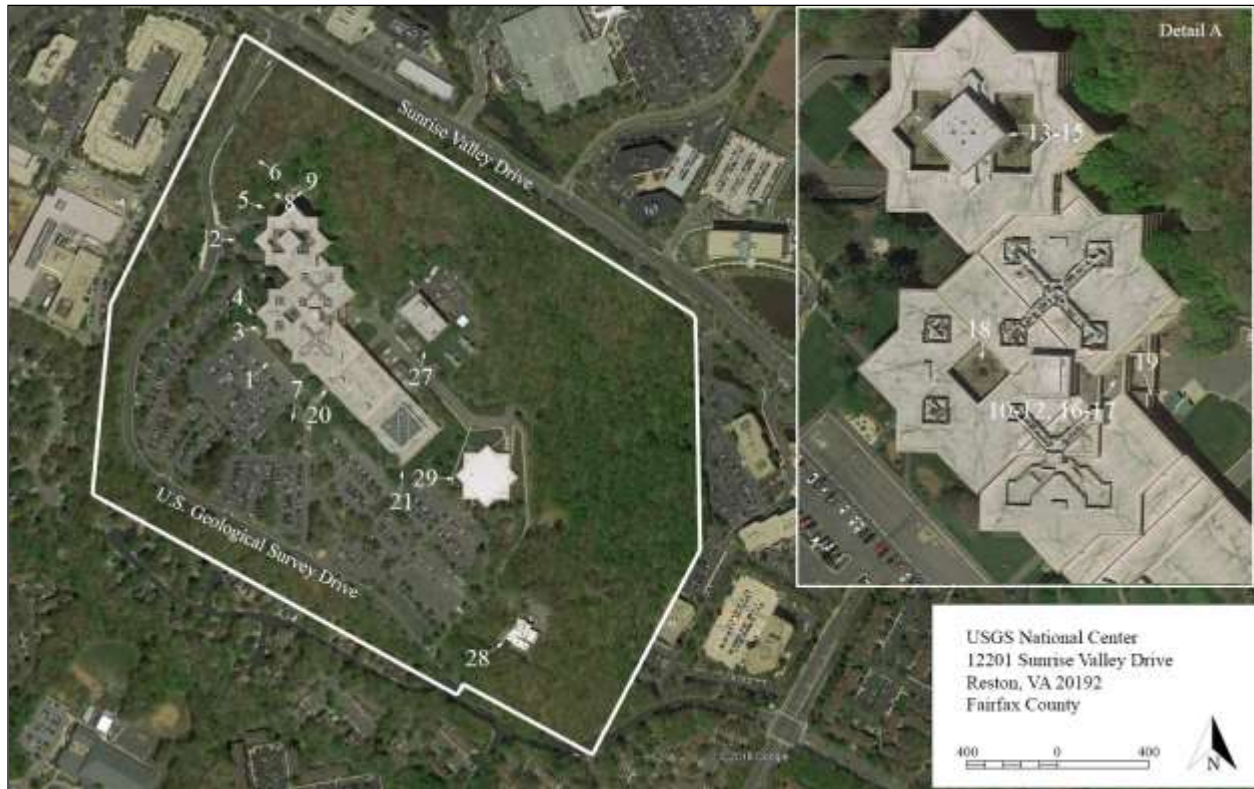 Detail A
Sunrise Valley Drive
13-15
6
9
8
5
2
4
3
1
7
20
27
18
19
10-12, 16-17
29
21
U.S. Geological Survey Drive
28
USGS National Center
12201 Sunrise Valley Drive
Reston, VA 20192
Fairfax County
400 0 400
N